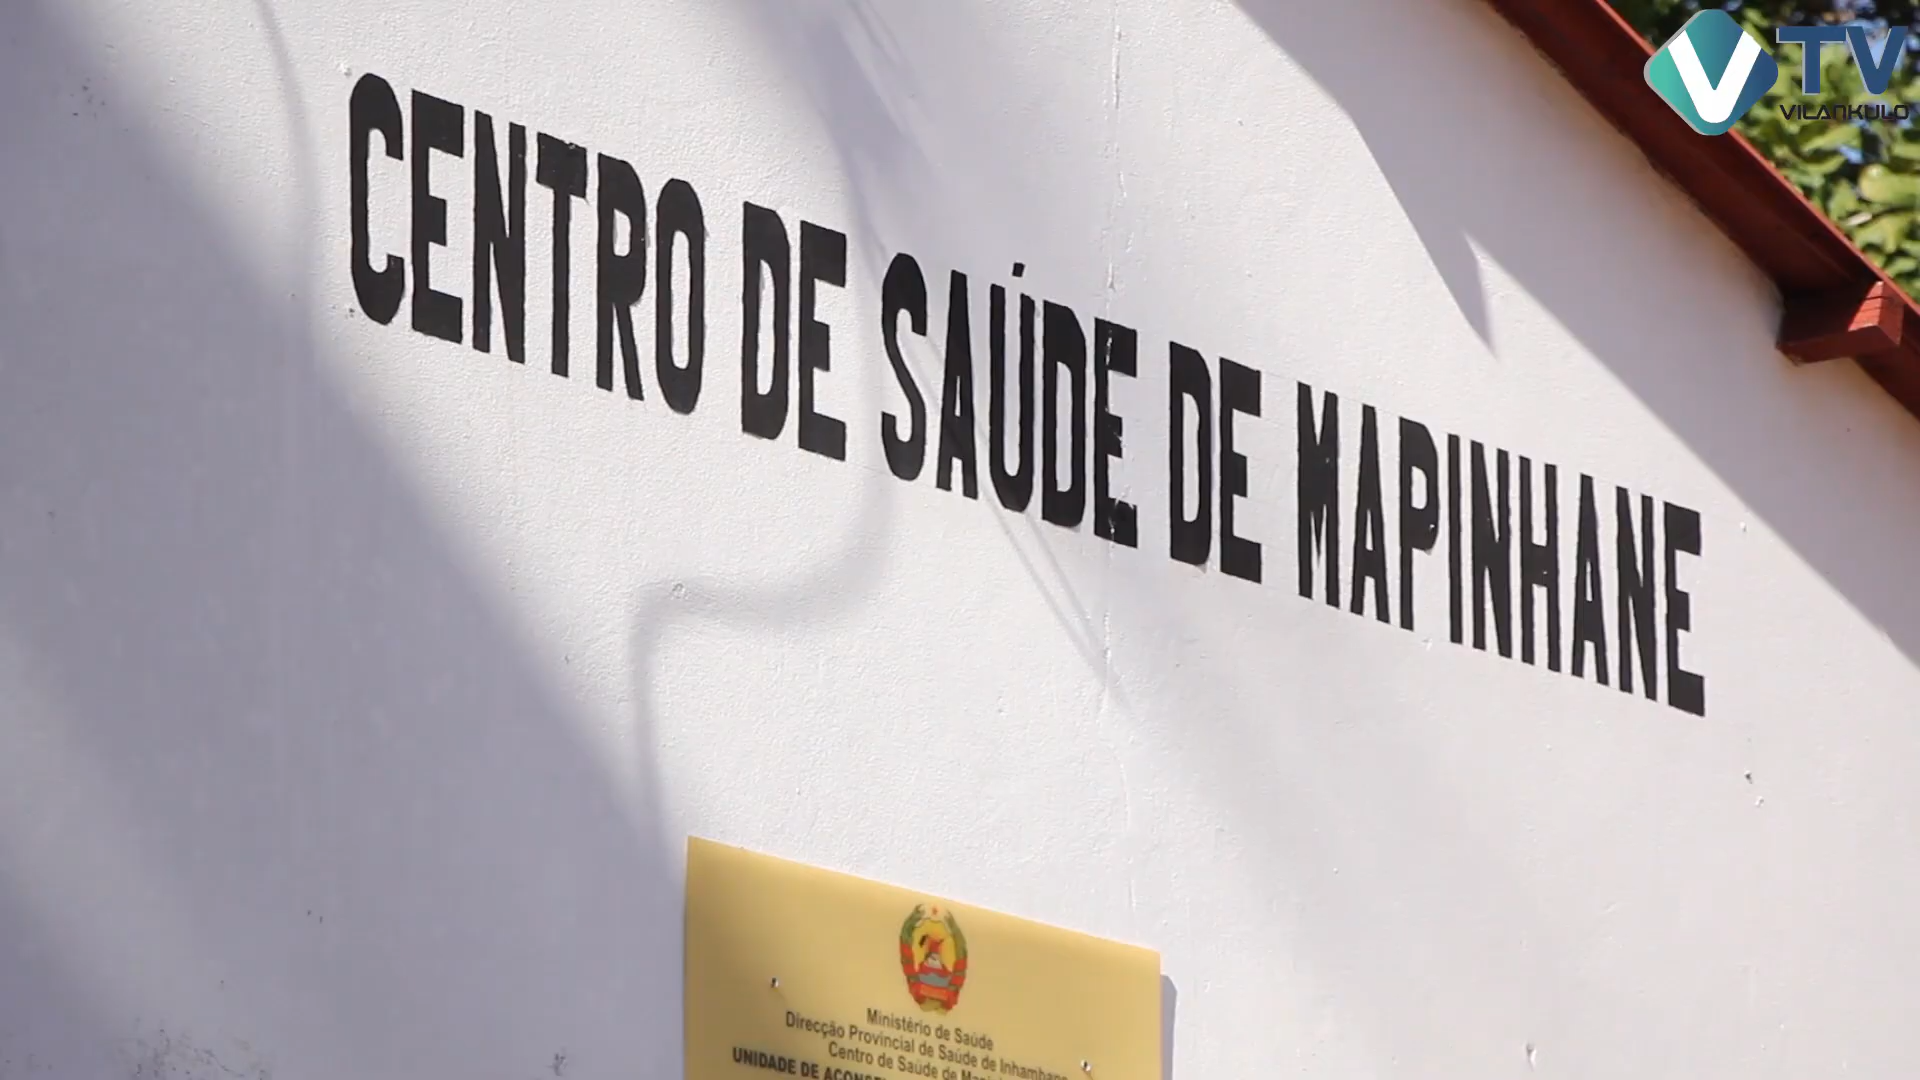 V TV
VILANKULO
CENTRO DE SAÚDE DE MAPINHANE
Ministério de Saúde
Direcção Provincial de Saúde de Inhambane
Centro de Saúde de
UNIDADE DE